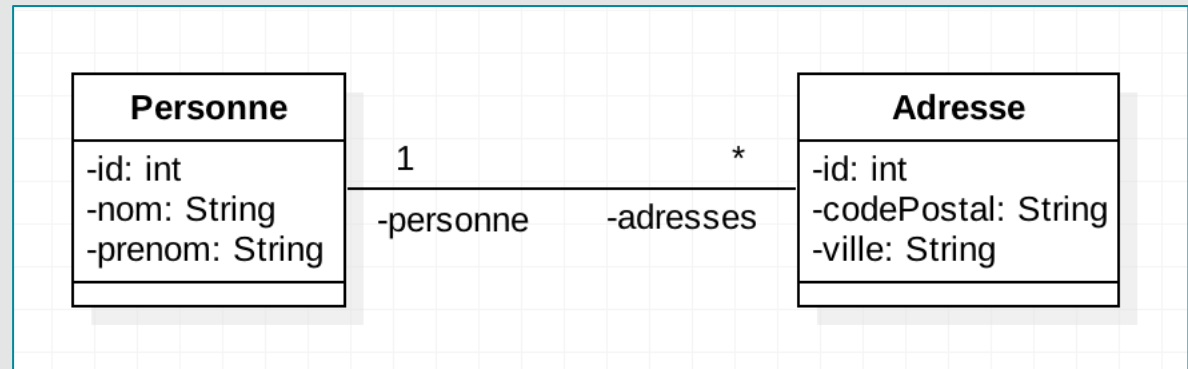 Personne
-id: int
-nom: String
-prenom: String
1
-personne
*
-adresses
Adresse
-id: int
-codePostal: String
-ville: String